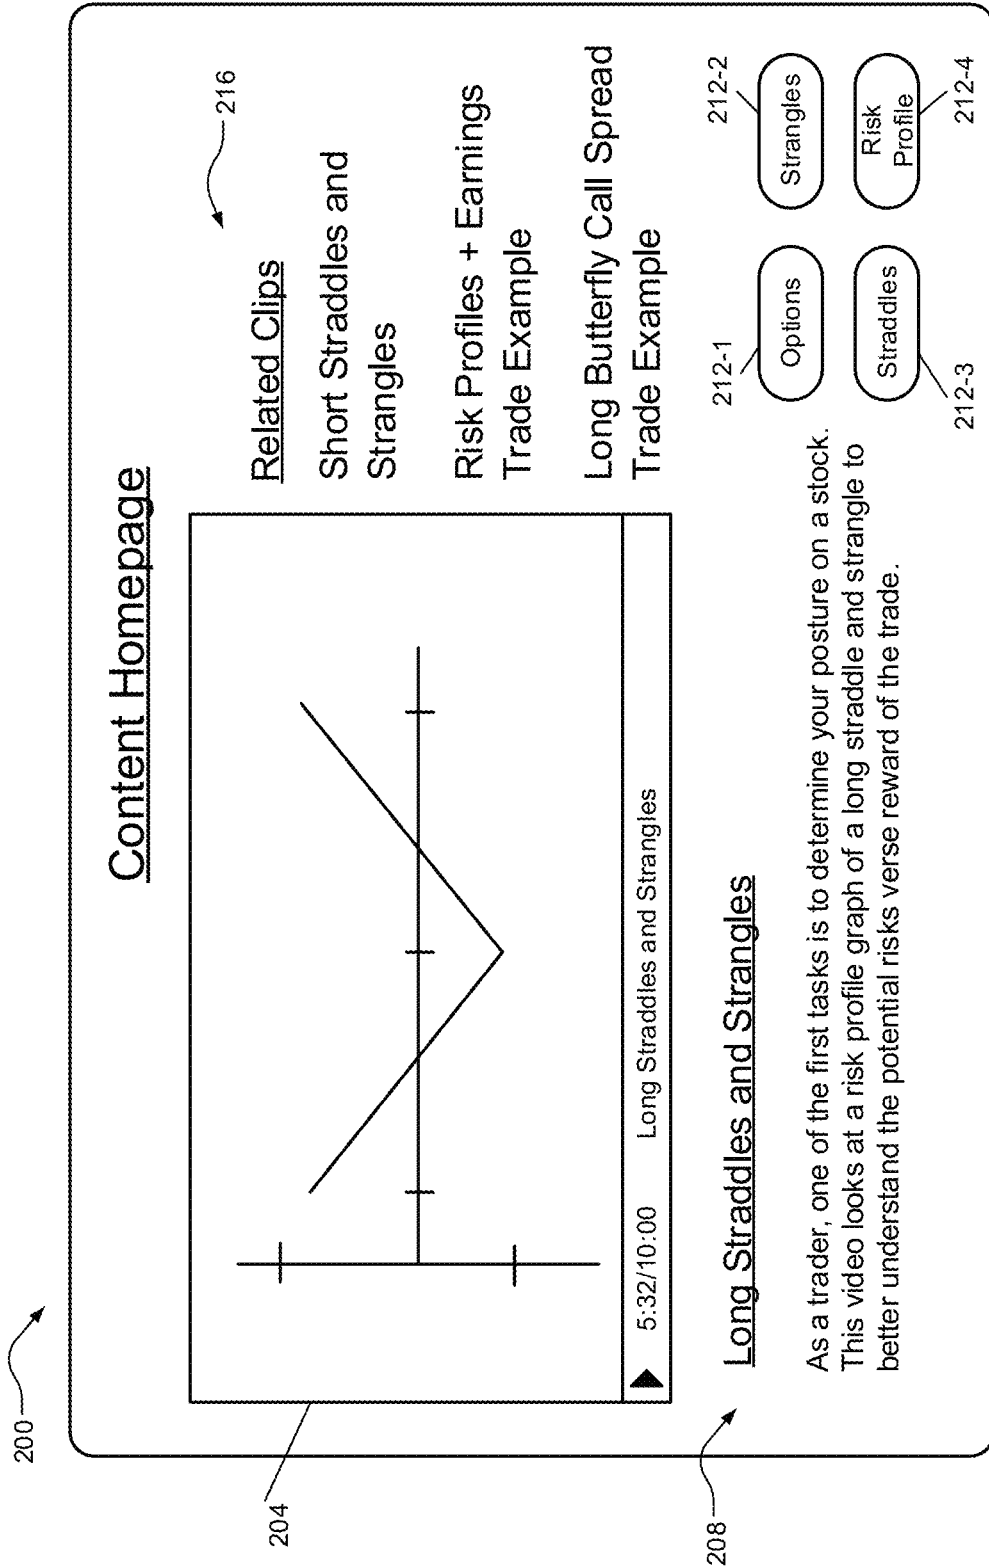 200
Content Homepage
204
216
Related Clips
Short Straddles and
Strangles
Risk Profiles + Earnings
Trade Example
Long Butterfly Call Spread
Trade Example
5:32/10:00 Long Straddles and Strangles
208
Long Straddles and Strangles
As a trader, one of the first tasks is to determine your posture on a stock.
This video looks at a risk profile graph of a long straddle and strangle to
better understand the potential risks verse reward of the trade.
212-1
212-2
Options
Strangles
Straddles
Risk
Profile
212-3
212-4